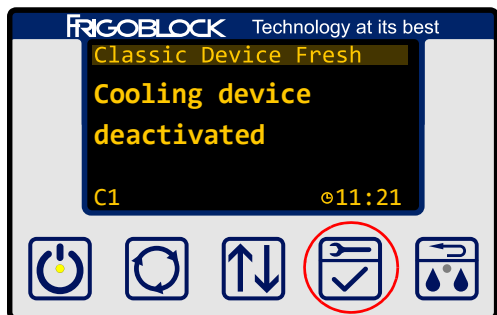 FRIGOBLOCK Technology at its best
Classic Device Fresh
Cooling device
deactivated
C1 11:21